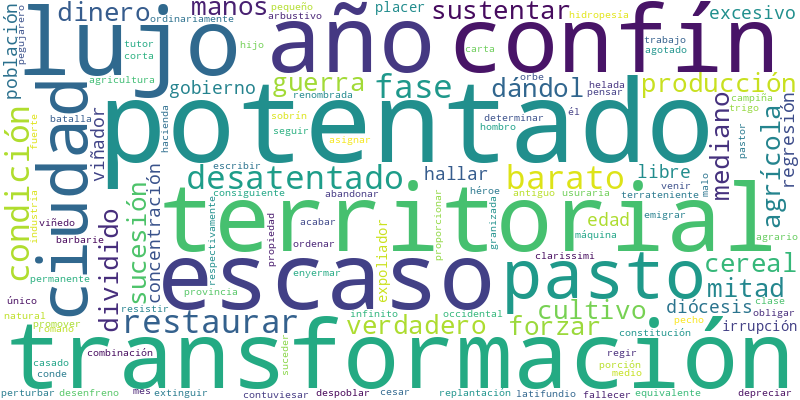 potentado
transformación
territorial
escaso
confín
lujo
año
ciudad
pasto
restaurar
desatentado
barato
condición
verdadero
forzar
cultivo
cereal
mitad
agrícola
producción
mediano
dividido
sucesión
fase
guerra
dándol
sustentar
manos
dinero
gobierno
población
viñador
concentración
hallar
libre
edad
diócesis
irrupción
regresión
excesivo
expoliador
placer
ordinariamente
pequeño
arbustivo
hidropesía
pegujarero
tutor
corta
hijo
carta
trabajo
agotado
agricultura
renombrada
orbe
helada
pensar
campiña
trigo
fuerte
batalla
hacienda
sobrín
seguir
asignar
determinar
hombro
él
pastor
escribir
consiguiente
abandonar
héroe
antiguo
usuraria
venir
terrateniente
malo
industria
viñedo
barbarie
respectivamente
propiedad
acabar
ordenar
proporcionar
granizada
emigrar
máquina
agrario
permanente
provincia
enyermar
clarissimi
único
resistir
infinito
occidental
clase
obligar
natural
promover
romano
combinación
suceder
constitución
pecho
casado
conde
regir
porción
medio
perturbar
desenfreno
mes
extinguir
contuviesar
despoblar
cesar
replantación
latifundio
fallecer
equivalente
depreciar